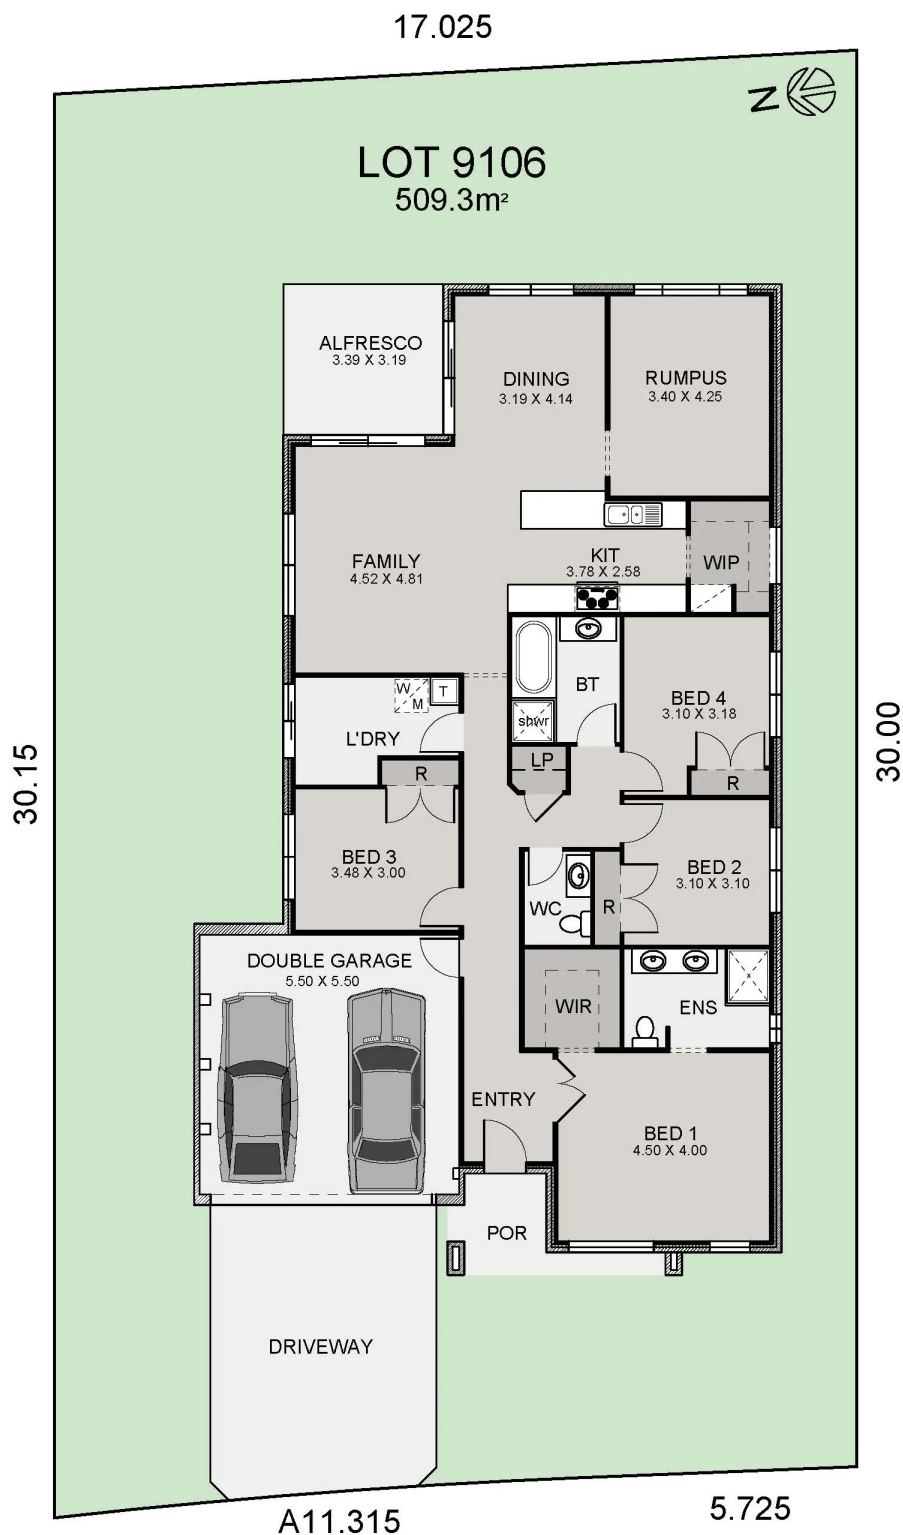 17.025
N
LOT 9106
509.3m²
ALFRESCO
3.39 X 3.19
DINING
3.19 X 4.14
RUMPUS
3.40 X 4.25
FAMILY
4.52 X 4.81
KIT
3.78 X 2.58
WIP
W
M
T
L'DRY
BT
shwr
BED 4
3.10 X 3.18
LP
R
R
30.15
30.00
BED 3
3.48 X 3.00
BED 2
3.10 X 3.10
WC
R
DOUBLE GARAGE
5.50 X 5.50
WIR
ENS
ENTRY
BED 1
4.50 X 4.00
POR
DRIVEWAY
A11.315
5.725